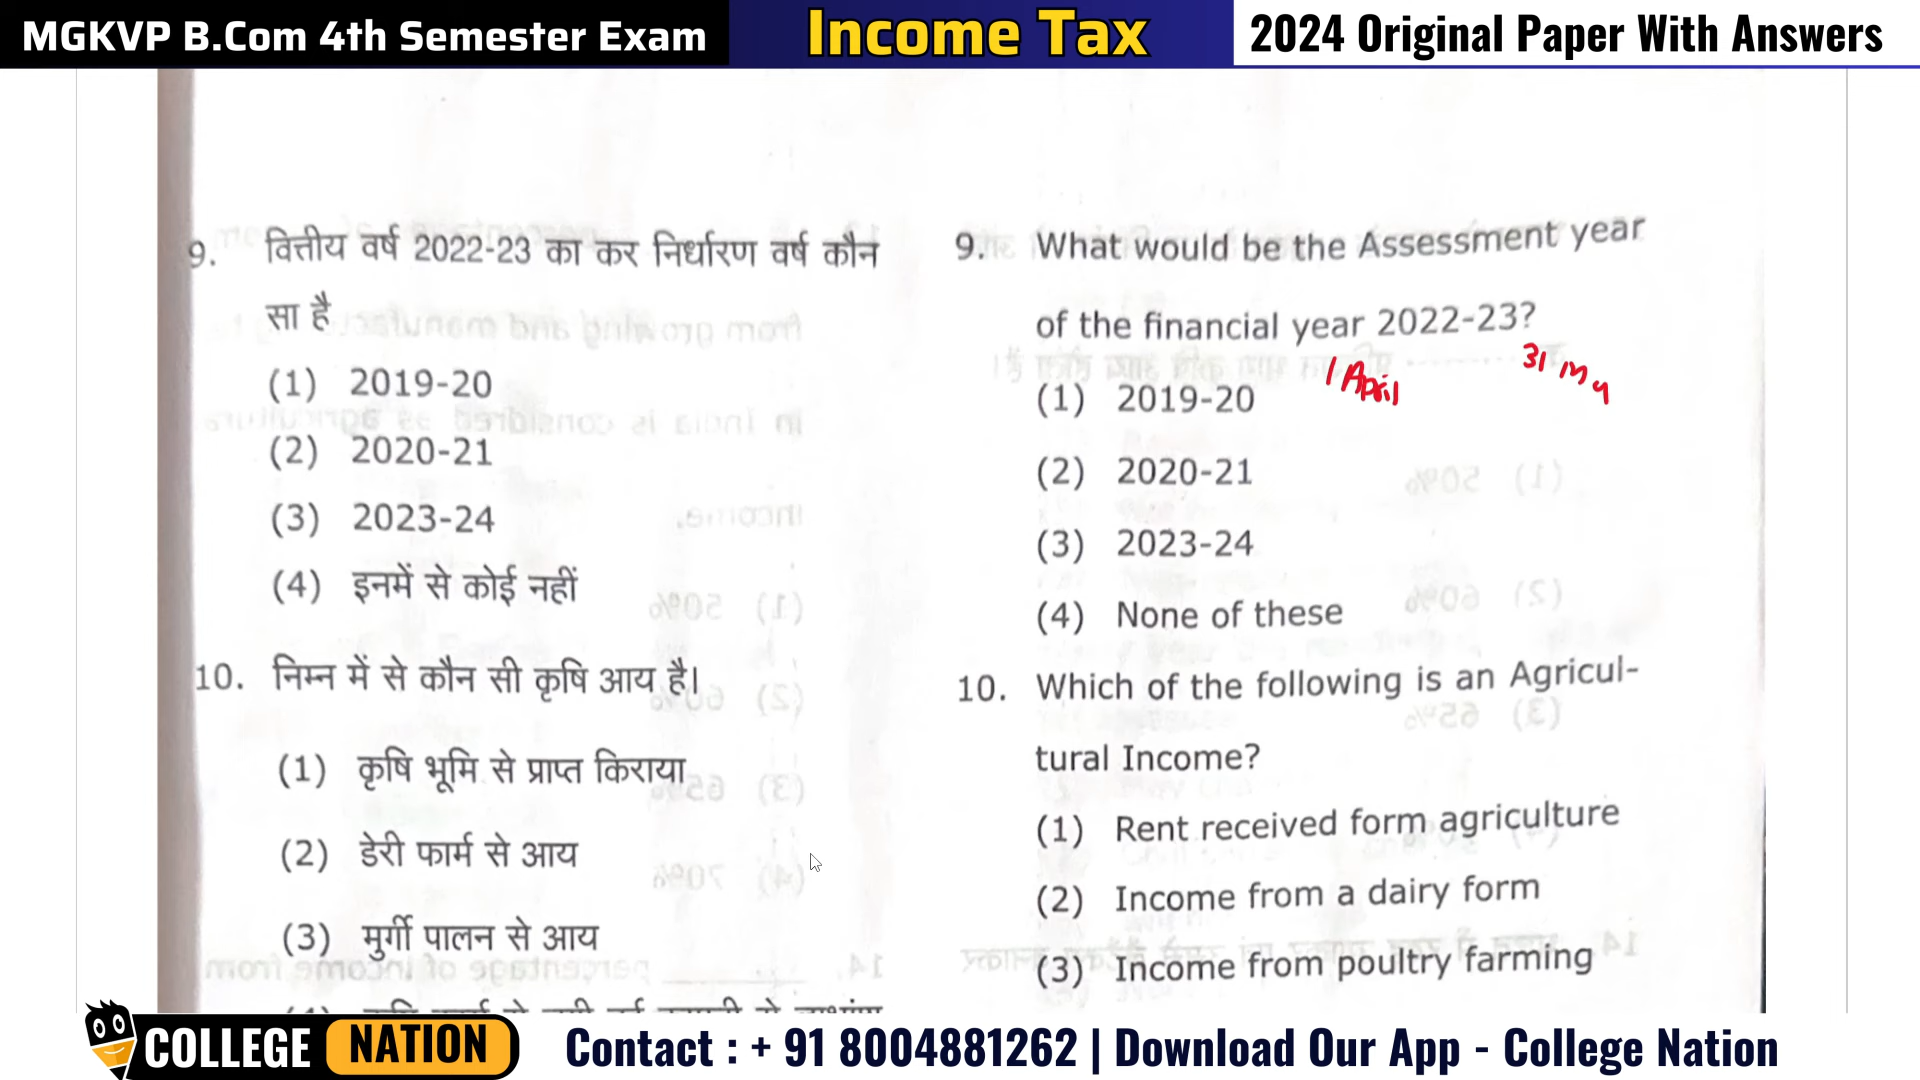 MGKVP B.Com 4th Semester Exam
Income Tax
2024 Original Paper With Answers
9. वित्तीय वर्ष 2022-23 का कर निर्धारण वर्ष कौन
सा है
(1) 2019-20
(2) 2020-21
(3) 2023-24
(4) इनमें से कोई नहीं
10. निम्न में से कौन सी कृषि आय है।
(1) कृषि भूमि से प्राप्त किराया
(2) डेरी फार्म से आय
(3) मुर्गी पालन से आय
9. What would be the Assessment year
of the financial year 2022-23?
1 April
31
(1) 2019-20
(2) 2020-21
(3) 2023-24
(4) None of these
10. Which of the following is an Agricul-
tural Income?
(1) Rent received form agriculture
(2) Income from a dairy form
(3) Income from poultry farming
COLLEGE NATION
Contact : + 91 8004881262 | Download Our App - College Nation